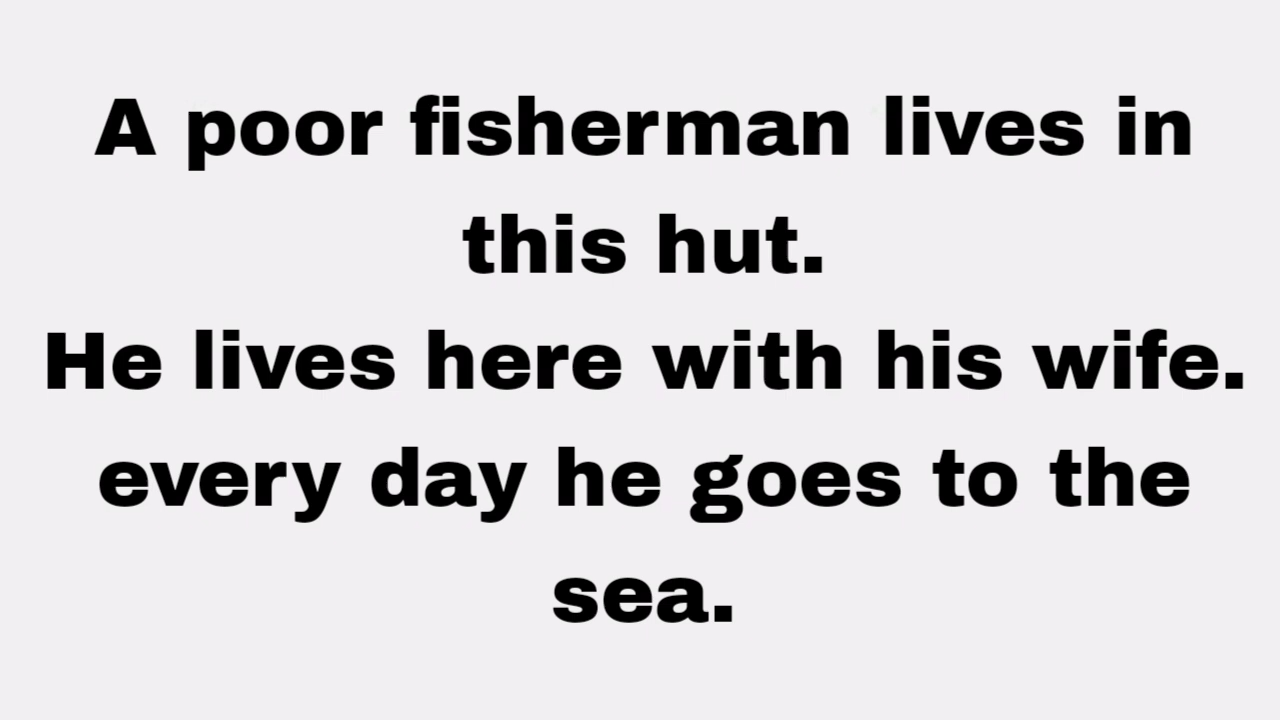 A poor fisherman lives in
this hut.
He lives here with his wife.
every day he goes to the
sea.